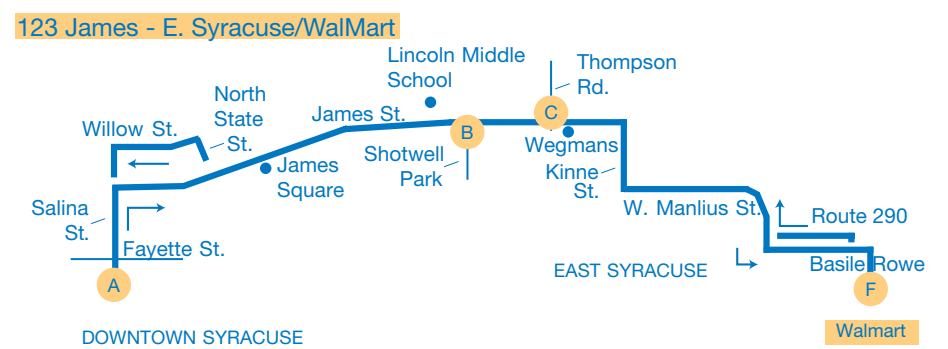 123 James - E. Syracuse/WalMart
Lincoln Middle
School
Thompson
Rd.
North
State
St.
Willow St.
James St.
C
B
Wegmans
Shotwell
Park
James
Square
Kinne
St.
Salina
St.
W. Manlius St.
Route 290
Fayette St.
EAST SYRACUSE
Basile Rowe
A
F
DOWNTOWN SYRACUSE
Walmart